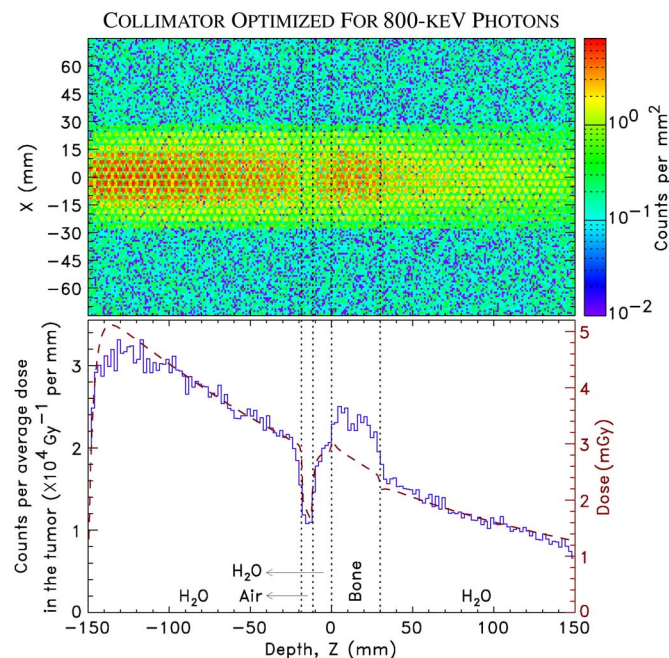 COLLIMATOR OPTIMIZED FOR 800-KEV PHOTONS
60
45
30
15
0
−15
−30
−45
−60
X (mm)
10^0
10^−1
10^−2
Counts per mm^2
3
2
1
0
Counts per average dose
in the tumor (X10^4 Gy^−1 per mm)
5
4
3
2
1
0
Dose (mGy)
H2O
H2O Air Bone H2O
−150 −100 −50 0 50 100 150
Depth, Z (mm)